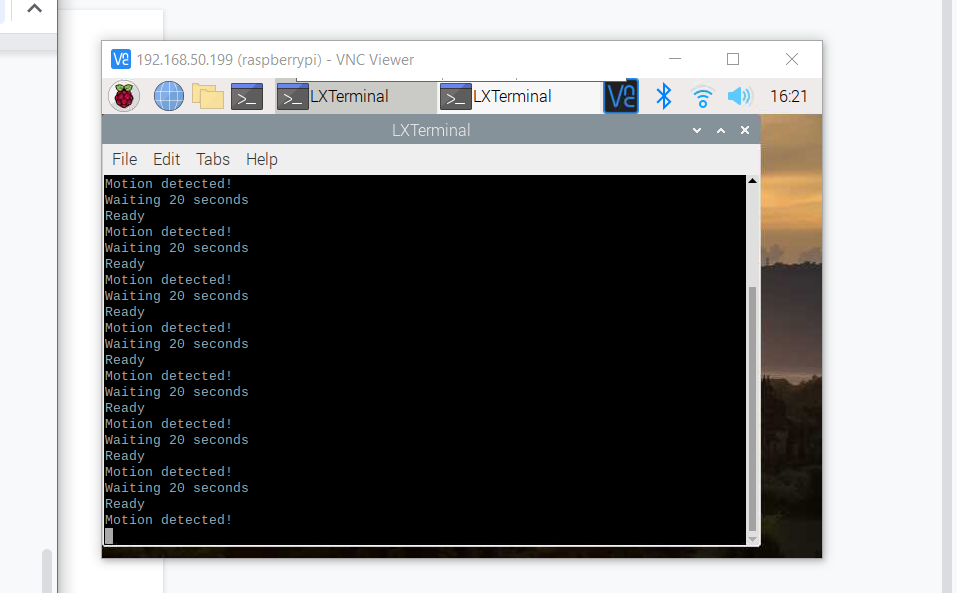 192.168.50.199 (raspberrypi) - VNC Viewer
LXTerminal LXTerminal 16:21
LXTerminal
File Edit Tabs Help
Motion detected!
Waiting 20 seconds
Ready
Motion detected!
Waiting 20 seconds
Ready
Motion detected!
Waiting 20 seconds
Ready
Motion detected!
Waiting 20 seconds
Ready
Motion detected!
Waiting 20 seconds
Ready
Motion detected!
Waiting 20 seconds
Ready
Motion detected!
Waiting 20 seconds
Ready
Motion detected!